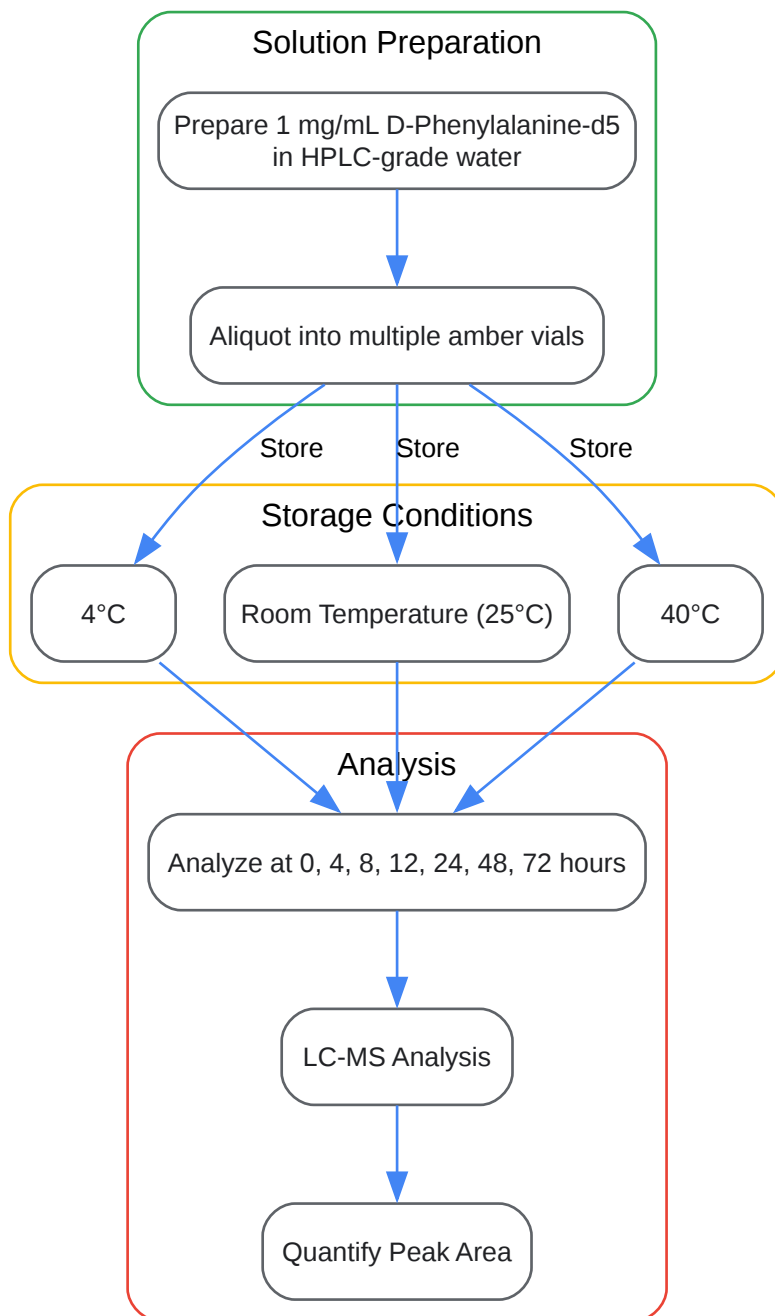 Solution Preparation
Prepare 1 mg/mL D-Phenylalanine-d5
in HPLC-grade water
Aliquot into multiple amber vials
Store
Store
Store
Storage Conditions
4°C
Room Temperature (25°C)
40°C
Analysis
Analyze at 0, 4, 8, 12, 24, 48, 72 hours
LC-MS Analysis
Quantify Peak Area